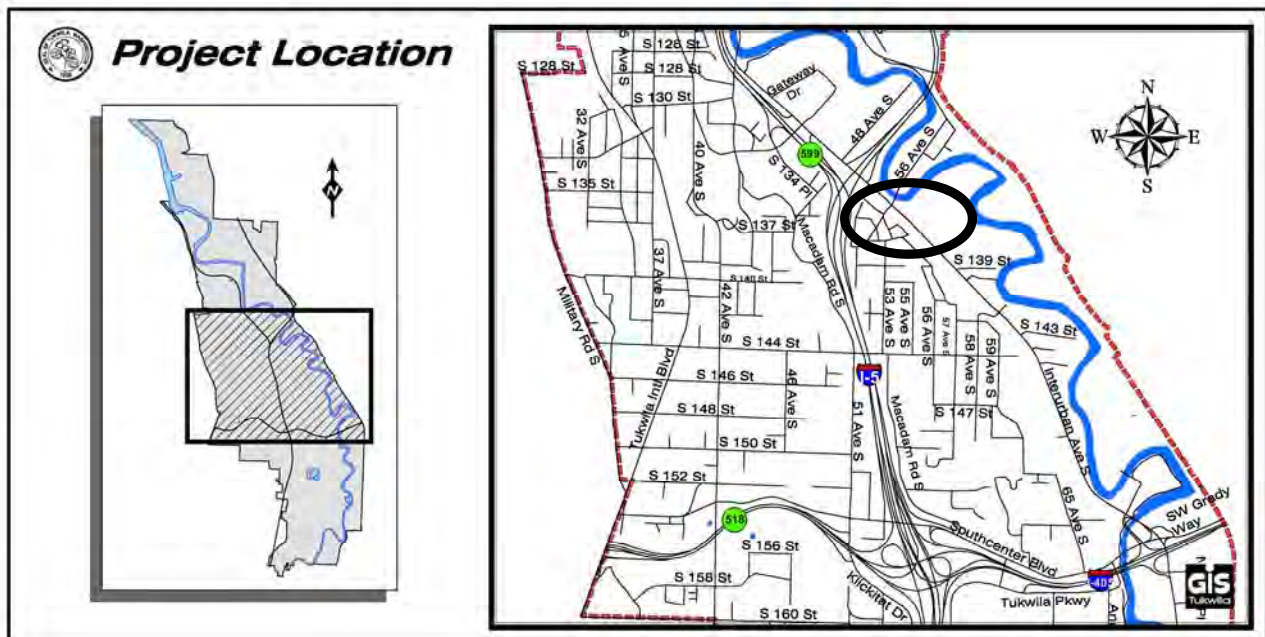 Project Location
N
N
W E
S
S 128 St
S 128 St
S 128 St
S 130 St
Gateway
Dr
32 Ave S
40 Ave S
48 Ave S
56 Ave S
599
S 134 Pl
S 135 St
S 137 St
Macadam Rd S
37 Ave S
S 139 St
42 Ave S
Military Rd S
53 Ave S
55 Ave S
56 Ave S
57 Ave S
58 Ave S
59 Ave S
S 143 St
S 144 St
S 146 St
46 Ave S
I-5
Tukwila Intl Blvd
S 148 St
S 147 St
Interurban Ave S
51 Ave S
Macadam Rd S
S 150 St
S 152 St
65 Ave S
SW Grady
Way
518
S 156 St
Southcenter Blvd
S 158 St
Klickitat Dr
Tukwila Pkwy
S 160 St
GIS
Tukwila